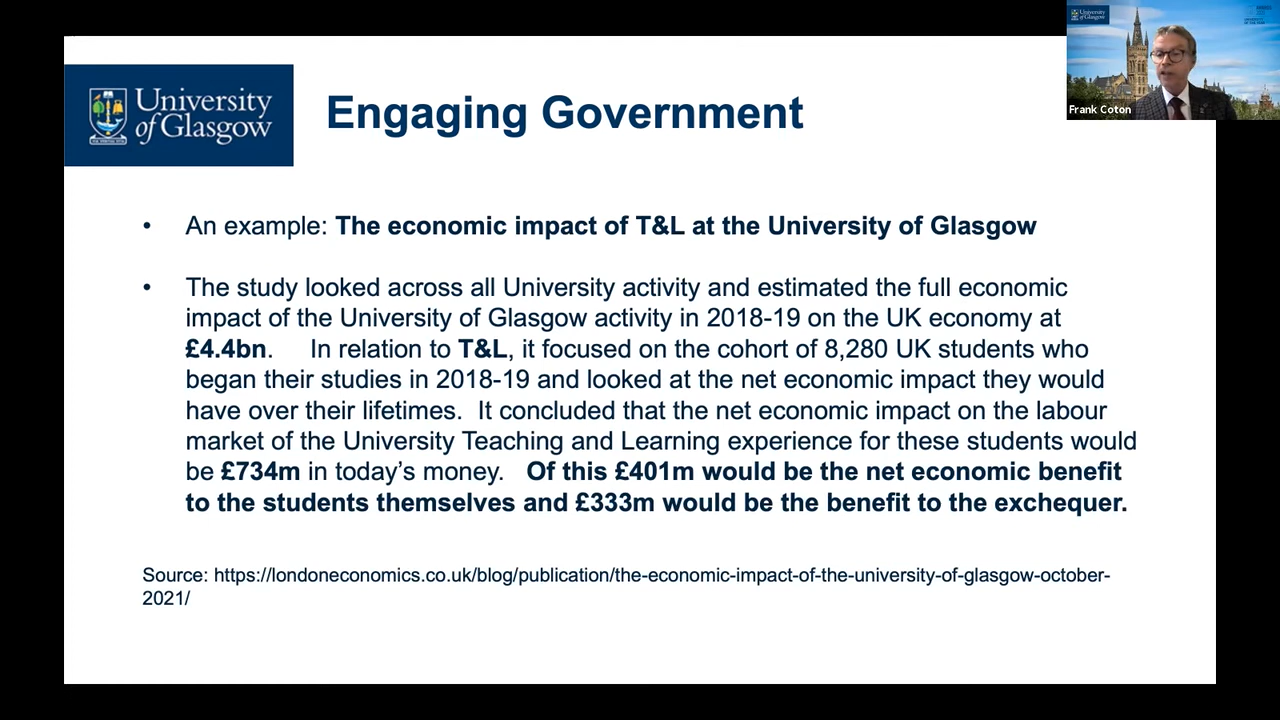 University
of Glasgow
Engaging Government
University
of Glasgow
Frank Coton
• An example: The economic impact of T&L at the University of Glasgow
• The study looked across all University activity and estimated the full economic
impact of the University of Glasgow activity in 2018-19 on the UK economy at
£4.4bn. In relation to T&L, it focused on the cohort of 8,280 UK students who
began their studies in 2018-19 and looked at the net economic impact they would
have over their lifetimes. It concluded that the net economic impact on the labour
market of the University Teaching and Learning experience for these students would
be £734m in today's money. Of this £401m would be the net economic benefit
to the students themselves and £333m would be the benefit to the exchequer.
Source: https://londoneconomics.co.uk/blog/publication/the-economic-impact-of-the-university-of-glasgow-october-
2021/